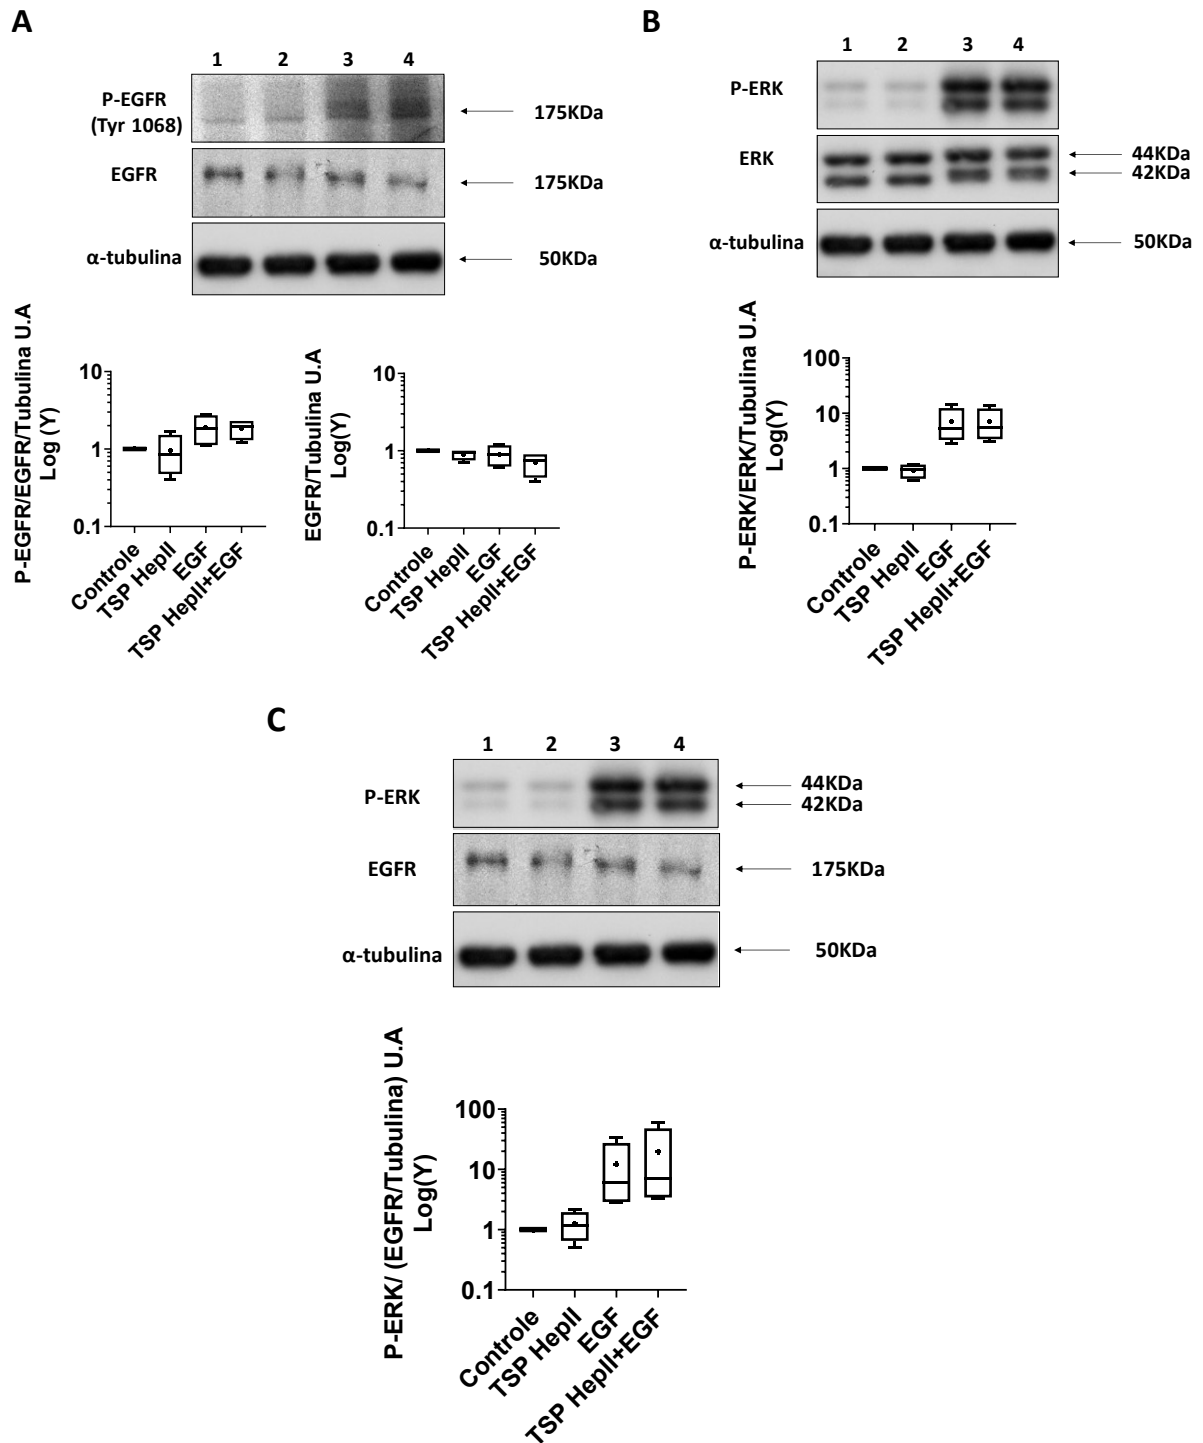 A
1 2 3 4
P-EGFR
(Tyr 1068)
175KDa
EGFR
175KDa
α-tubulina
50KDa
P-EGFR/EGFR/Tubulina U.A
Log (Y)
10
1
0.1
Controle
TSP HepII
EGF
TSP HepII+EGF
EGFR/Tubulina U.A
Log(Y)
10
1
0.1
Controle
TSP HepII
EGF
TSP HepII+EGF
B
1 2 3 4
P-ERK
ERK
44KDa
42KDa
α-tubulina
50KDa
P-ERK/ERK/Tubulina U.A
Log(Y)
100
10
1
0.1
Controle
TSP HepII
EGF
TSP HepII+EGF
C
1 2 3 4
P-ERK
44KDa
42KDa
EGFR
175KDa
α-tubulina
50KDa
P-ERK/ (EGFR/Tubulina) U.A
Log(Y)
100
10
1
0.1
Controle
TSP HepII
EGF
TSP HepII+EGF